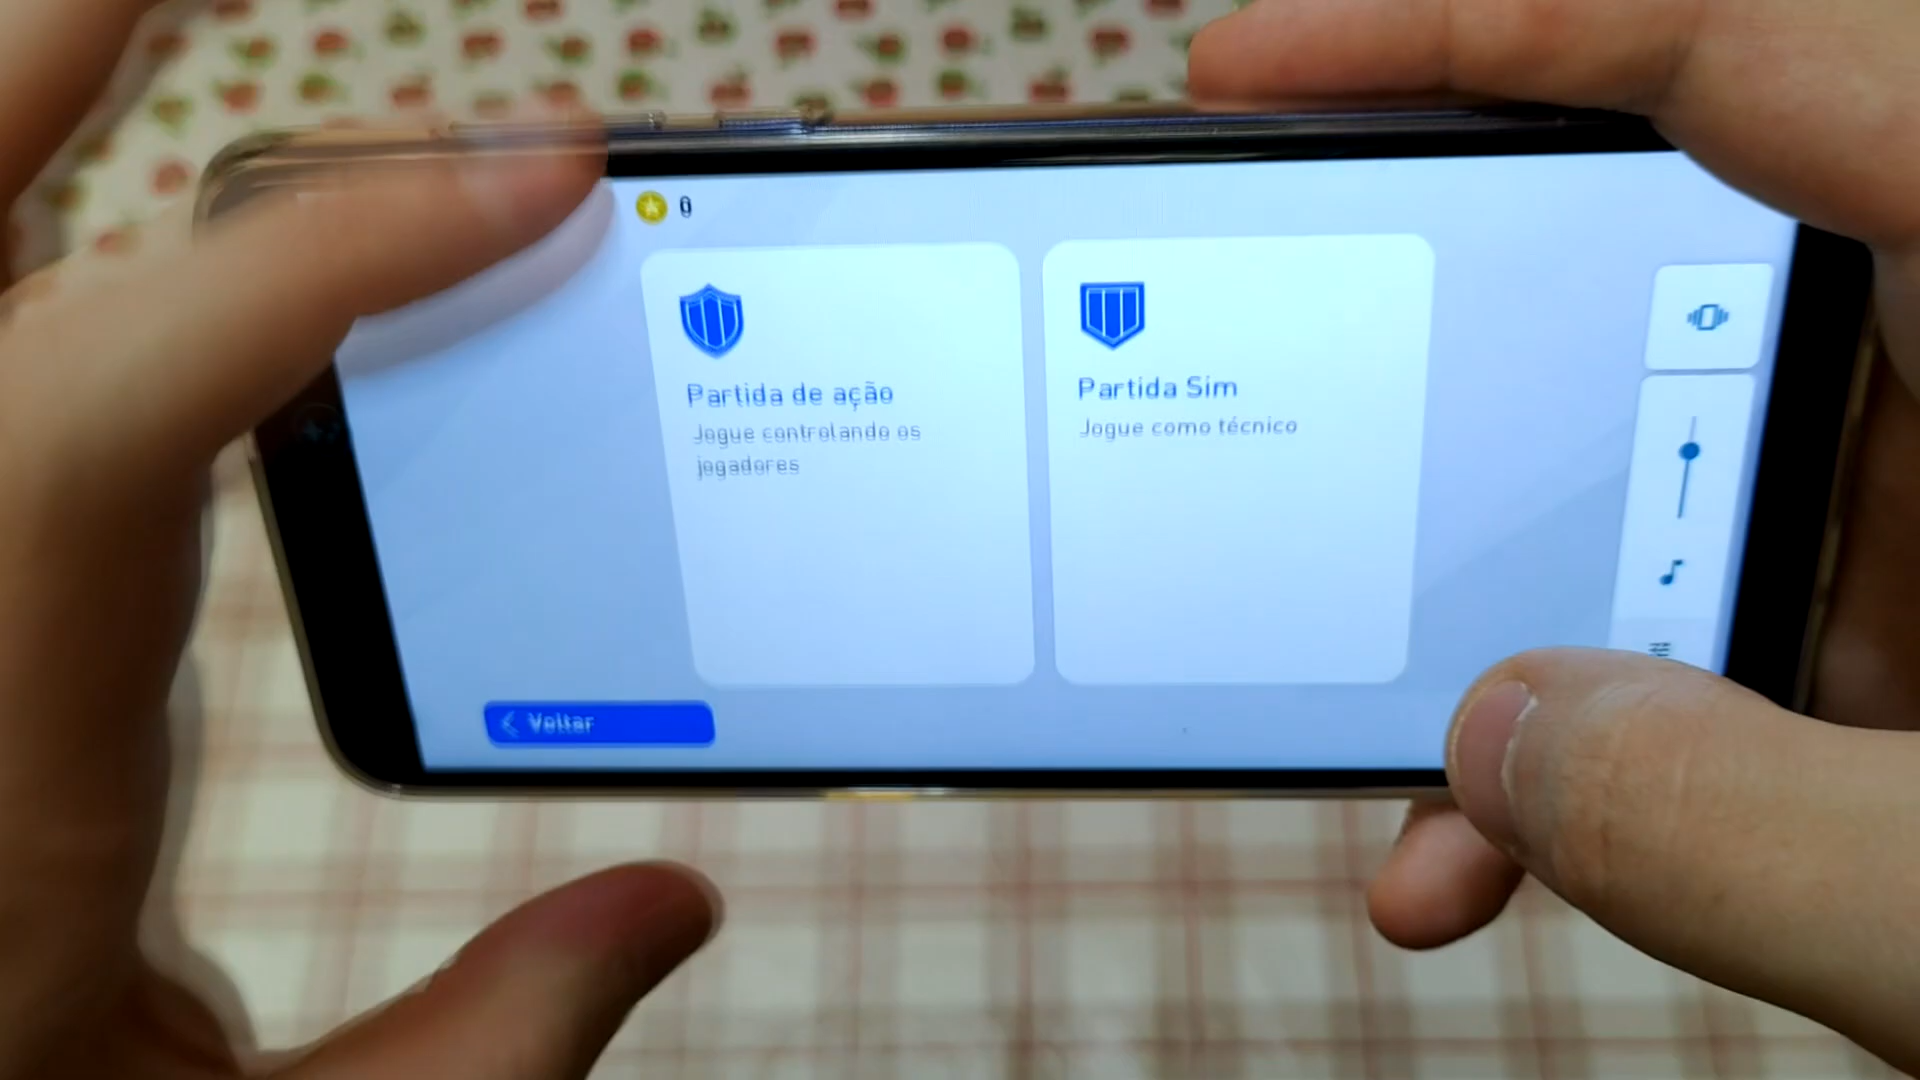 0
Partida de ação
Jogue controlando os
jogadores
Partida Sim
Jogue como técnico
Voltar